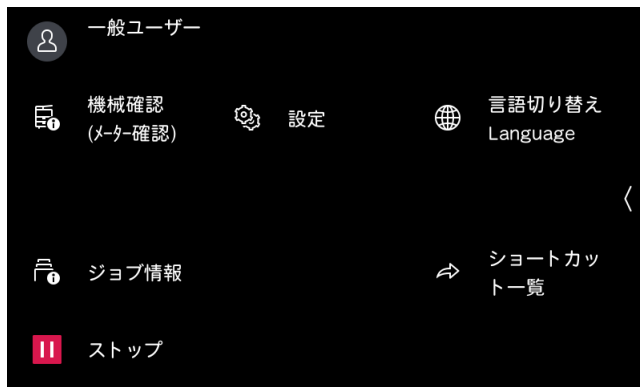 一般ユーザー
機械確認
(メーター確認)
設定
言語切り替え
Language
ジョブ情報
ショートカッ
ト一覧
ストップ